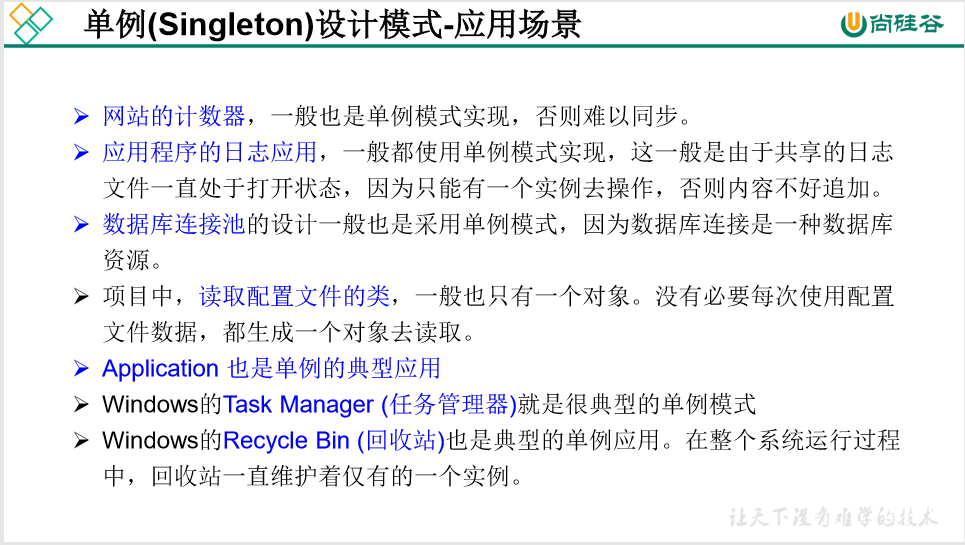 单例(Singleton)设计模式-应用场景
尚硅谷
网站的计数器，一般也是单例模式实现，否则难以同步。
应用程序的日志应用，一般都使用单例模式实现，这一般是由于共享的日志
文件一直处于打开状态，因为只能有一个实例去操作，否则内容不好追加。
数据库连接池的设计一般也是采用单例模式，因为数据库连接是一种数据库
资源。
项目中，读取配置文件的类，一般也只有一个对象。没有必要每次使用配置
文件数据，都生成一个对象去读取。
Application 也是单例的典型应用
Windows的Task Manager (任务管理器)就是很典型的单例模式
Windows的Recycle Bin (回收站)也是典型的单例应用。在整个系统运行过程
中，回收站一直维护着仅有的一个实例。
让天下没有难学的技术